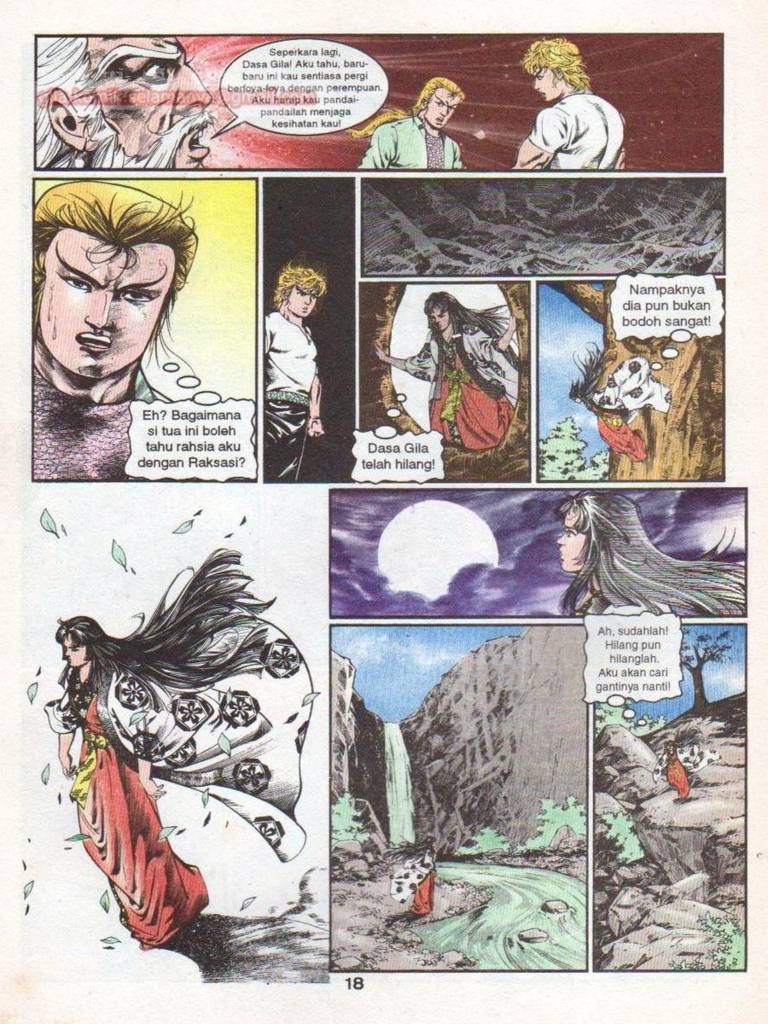 Seperkara lagi,
Dasa Gila! Aku tahu, baru-
baru ini kau sentiasa pergi
berfoya-foya dengan perempuan.
Aku harap kau pandai-
pandailah menjaga
kesihatan kau!
Eh? Bagaimana
si tua ini boleh
tahu rahsia aku
dengan Raksasi?
Dasa Gila
telah hilang!
Nampaknya
dia pun bukan
bodoh sangat!
Ah, sudahlah!
Hilang pun
hilanglah.
Aku akan cari
gantinya nanti!
18